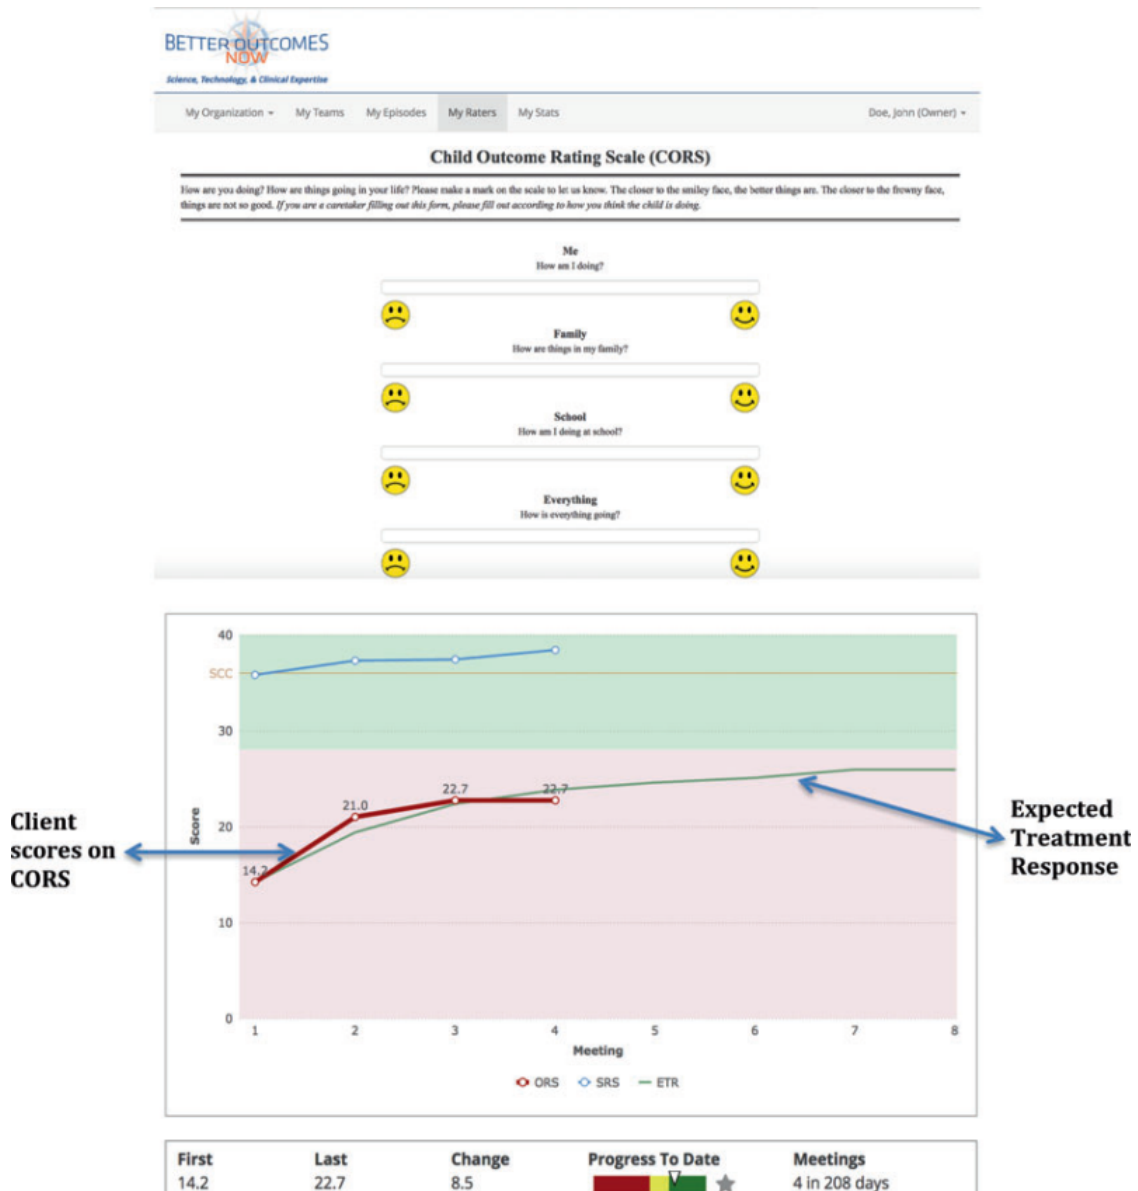 BETTER OUTCOMES
NOW
Science, Technology, & Clinical Expertise
My Organization My Teams My Episodes My Raters My Stats Doe, John (Owner)
Child Outcome Rating Scale (CORS)
How are you doing? How are things going in your life? Please make a mark on the scale to let us know. The closer to the smiley face, the better things are. The closer to the frowny face,
things are not so good. If you are a caretaker filling out this form, please fill out according to how you think the child is doing.
Me
How am I doing?
Family
How are things in my family?
School
How am I doing at school?
Everything
How is everything going?
40
SCC
30
20
10
0
Score
14.2
21.0
22.7
22.7
1 2 3 4 5 6 7 8
Meeting
ORS SRS ETR
Client
scores on
CORS
Expected
Treatment
Response
First Last Change Progress To Date Meetings
14.2 22.7 8.5 4 in 208 days